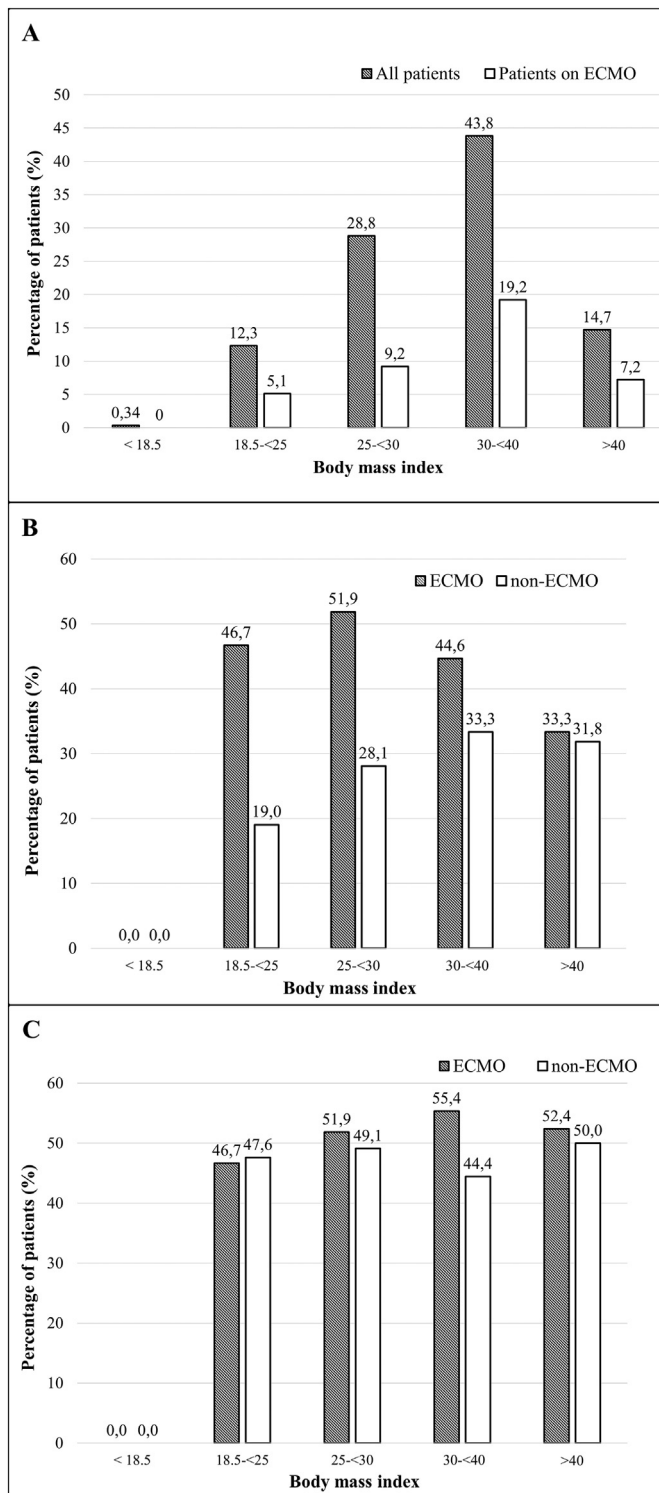 A
All patients Patients on ECMO
50
45
40
35
30
25
20
15
10
5
0
Percentage of patients (%)
0,34 0
12,3 5,1
28,8 9,2
43,8 19,2
14,7 7,2
< 18.5 18.5-<25 25-<30 30-<40 >40
Body mass index
B
ECMO non-ECMO
60
50
40
30
20
10
0
Percentage of patients (%)
0,0 0,0
46,7 19,0
51,9 28,1
44,6 33,3
33,3 31,8
< 18.5 18.5-<25 25-<30 30-<40 >40
Body mass index
C
ECMO non-ECMO
60
50
40
30
20
10
0
Percentage of patients (%)
0,0 0,0
46,7 47,6
51,9 49,1
55,4 44,4
52,4 50,0
< 18.5 18.5-<25 25-<30 30-<40 >40
Body mass index